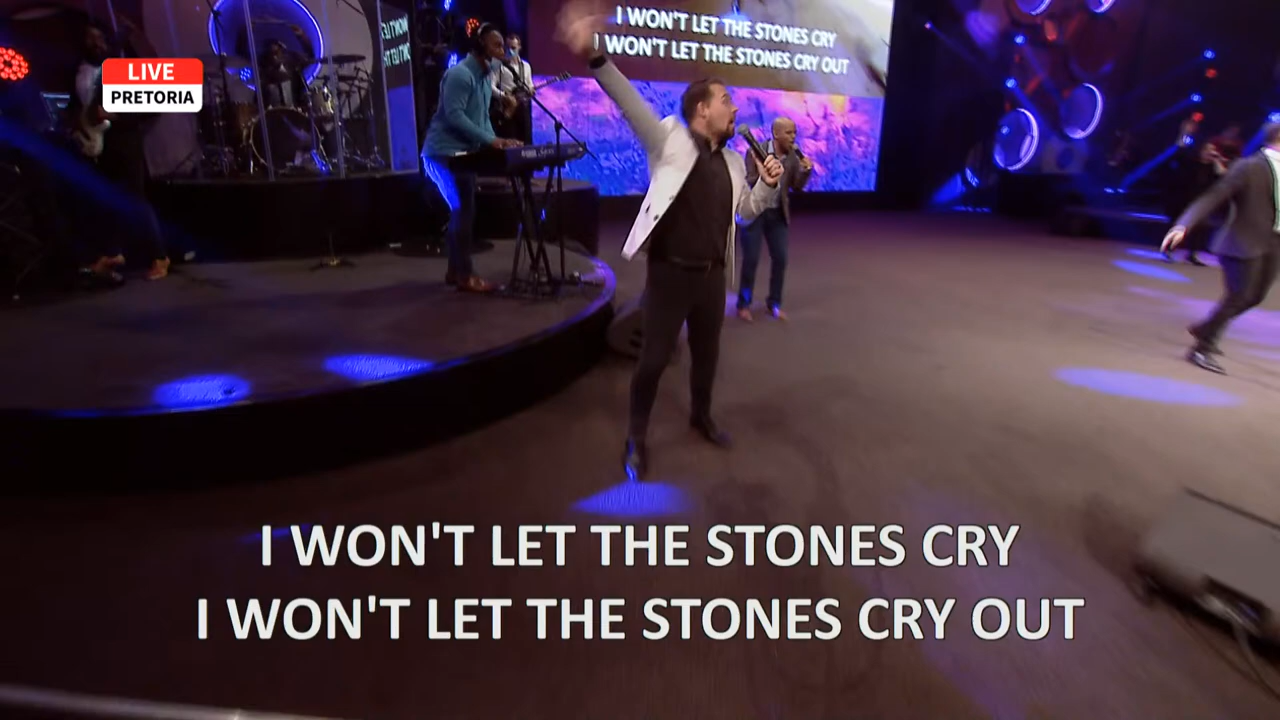 LIVE
PRETORIA
I WON'T LET THE STONES CRY
I WON'T LET THE STONES CRY OUT
I WON'T LET THE STONES CRY
I WON'T LET THE STONES CRY OUT